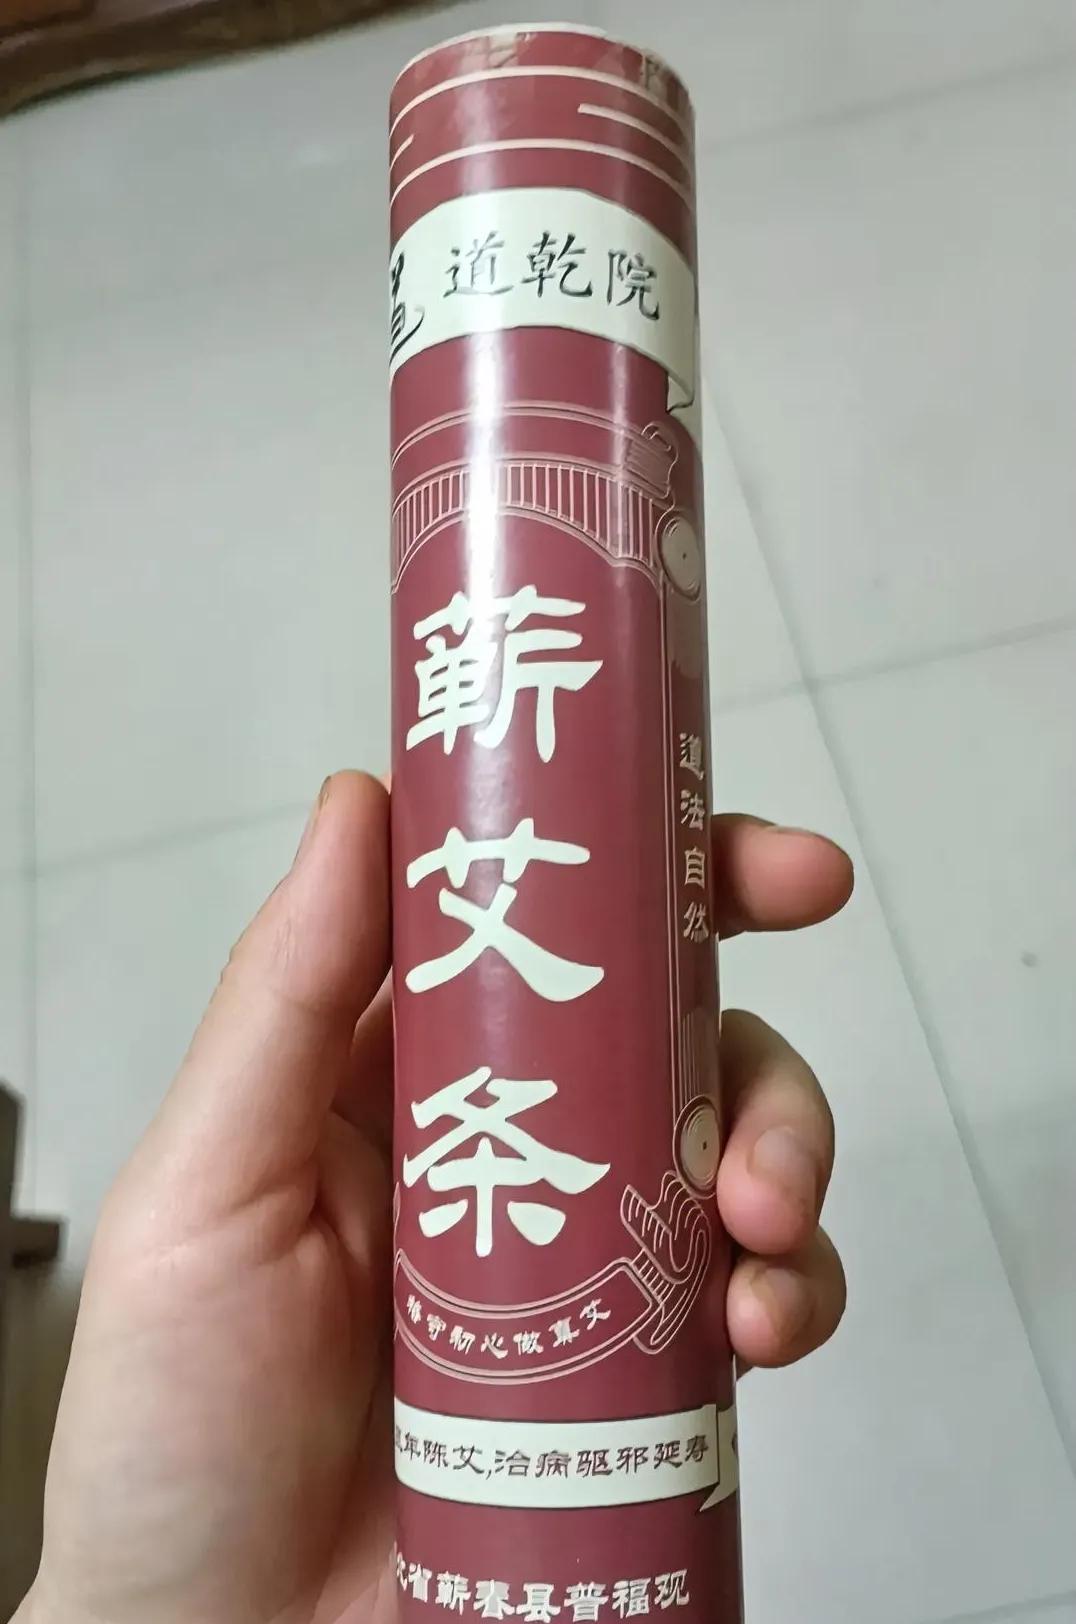 道乾院
蕲艾条
道法自然
守初心做真艾
年陈艾,治病驱邪延寿
省蕲春县普福观